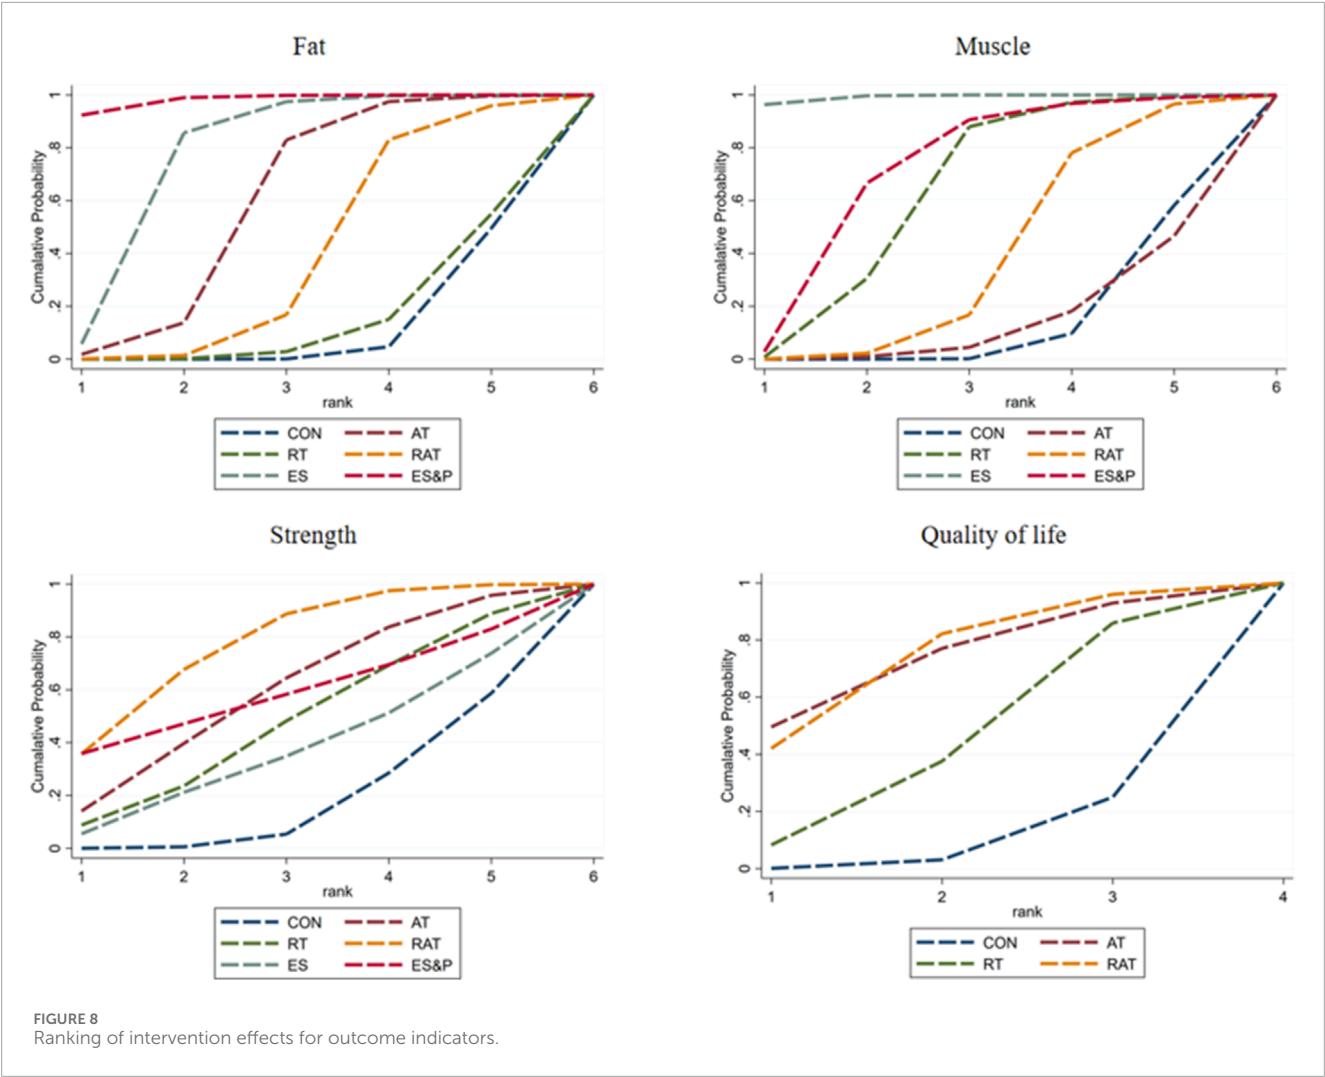 Fat
Cumalative Probability
1
.8
.6
.4
.2
0
1 2 3 4 5 6
rank
CON AT
RT RAT
ES ES&P
Muscle
Cumalative Probability
1
.8
.6
.4
.2
0
1 2 3 4 5 6
rank
CON AT
RT RAT
ES ES&P
Strength
Cumalative Probability
1
.8
.6
.4
.2
0
1 2 3 4 5 6
rank
CON AT
RT RAT
ES ES&P
Quality of life
Cumalative Probability
1
.8
.6
.4
.2
0
1 2 3 4
rank
CON AT
RT RAT
FIGURE 8
Ranking of intervention effects for outcome indicators.